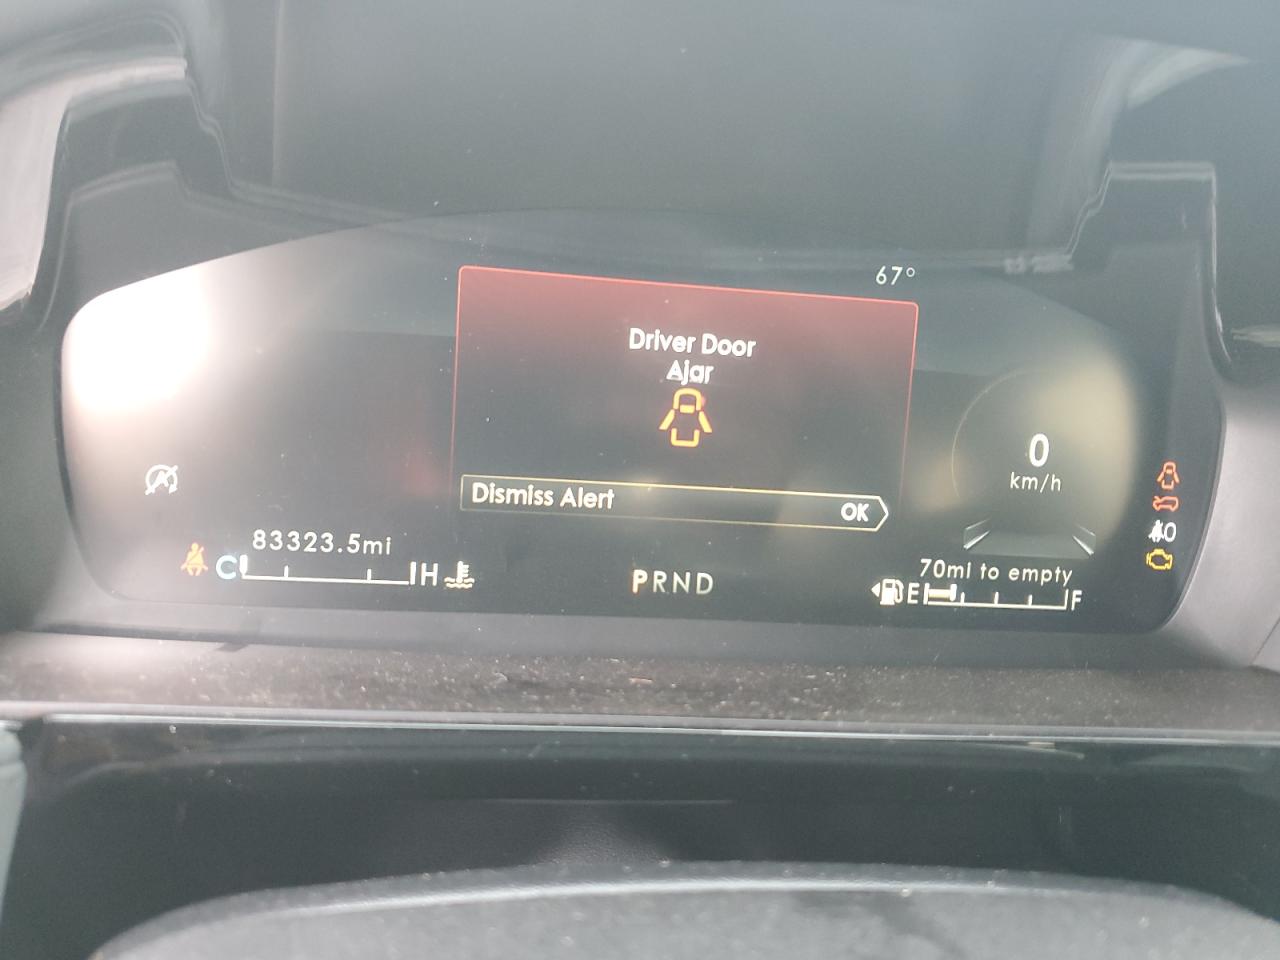 67°
Driver Door
Ajar
0
km/h
Dismiss Alert
OK
83323.5mi
C H
PRND
70mi to empty
E F